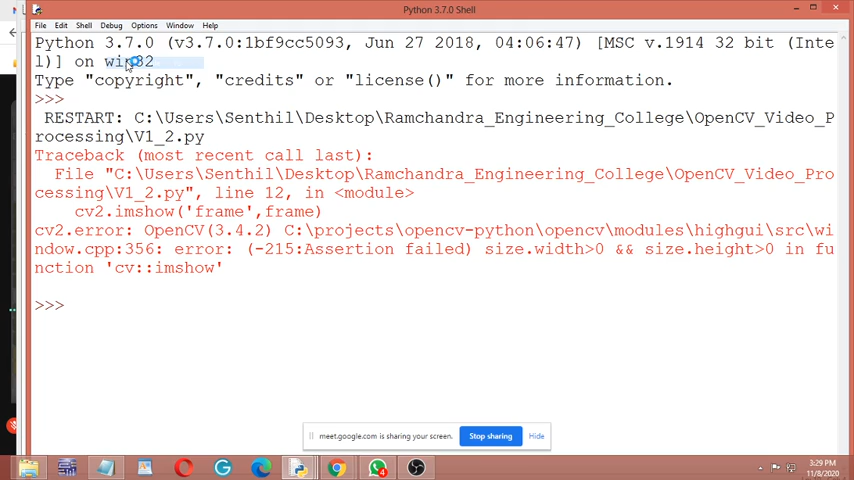 Python 3.7.0 Shell
File Edit Shell Debug Options Window Help
Python 3.7.0 (v3.7.0:1bf9cc5093, Jun 27 2018, 04:06:47) [MSC v.1914 32 bit (Inte
l)] on win32
Type "copyright", "credits" or "license()" for more information.
>>>
RESTART: C:\Users\Senthil\Desktop\Ramchandra_Engineering_College\OpenCV_Video_P
rocessing\V1_2.py
Traceback (most recent call last):
File "C:\Users\Senthil\Desktop\Ramchandra_Engineering_College\OpenCV_Video_Pro
cessing\V1_2.py", line 12, in <module>
cv2.imshow('frame',frame)
cv2.error: OpenCV(3.4.2) C:\projects\opencv-python\opencv\modules\highgui\src\wi
ndow.cpp:356: error: (-215:Assertion failed) size.width>0 && size.height>0 in fu
nction 'cv::imshow'
>>>
meet.google.com is sharing your screen. Stop sharing Hide
4
3:29 PM
11/8/2020